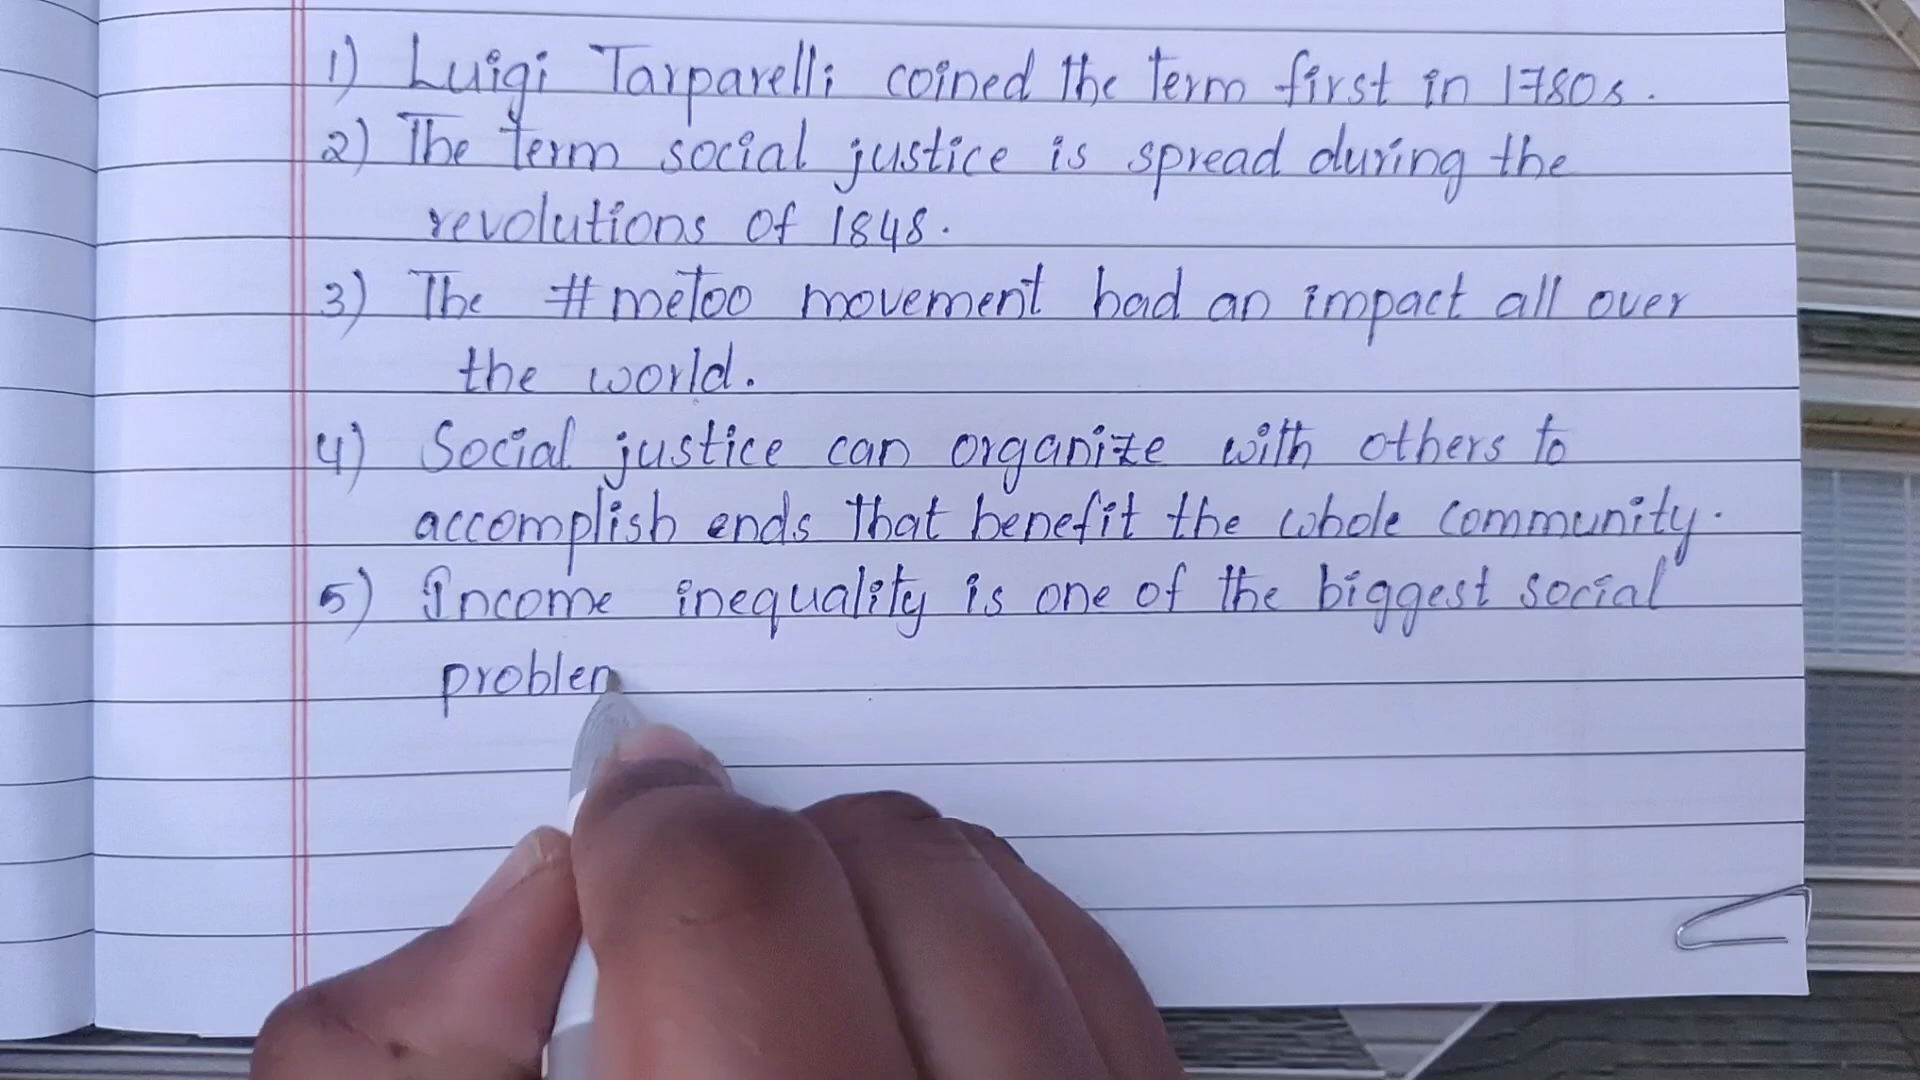 1) Luigi Tarparelli coined the term first in 1780s.
2) The term social justice is spread during the
revolutions of 1848.
3) The #metoo movement had an impact all over
the world.
4) Social justice can organize with others to
accomplish ends that benefit the whole community.
5) Income inequality is one of the biggest social
problem